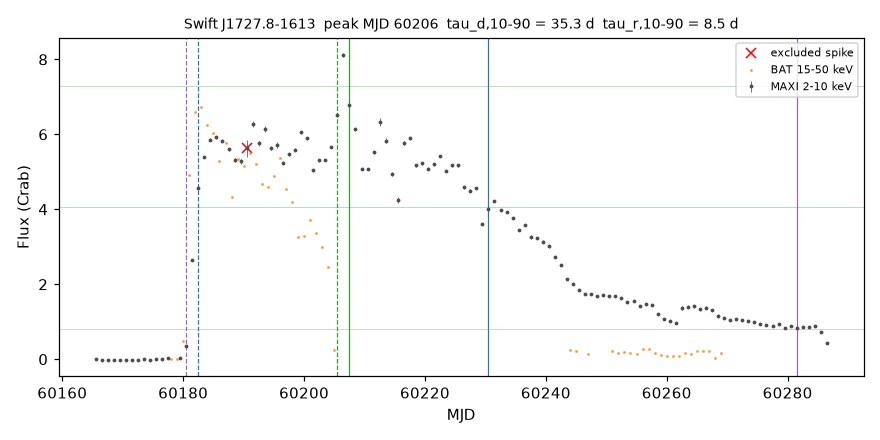 Swift J1727.8-1613 peak MJD 60206 tau_d,10-90 = 35.3 d tau_r,10-90 = 8.5 d
excluded spike
BAT 15-50 keV
MAXI 2-10 keV
Flux (Crab)
8
6
4
2
0
60160 60180 60200 60220 60240 60260 60280
MJD